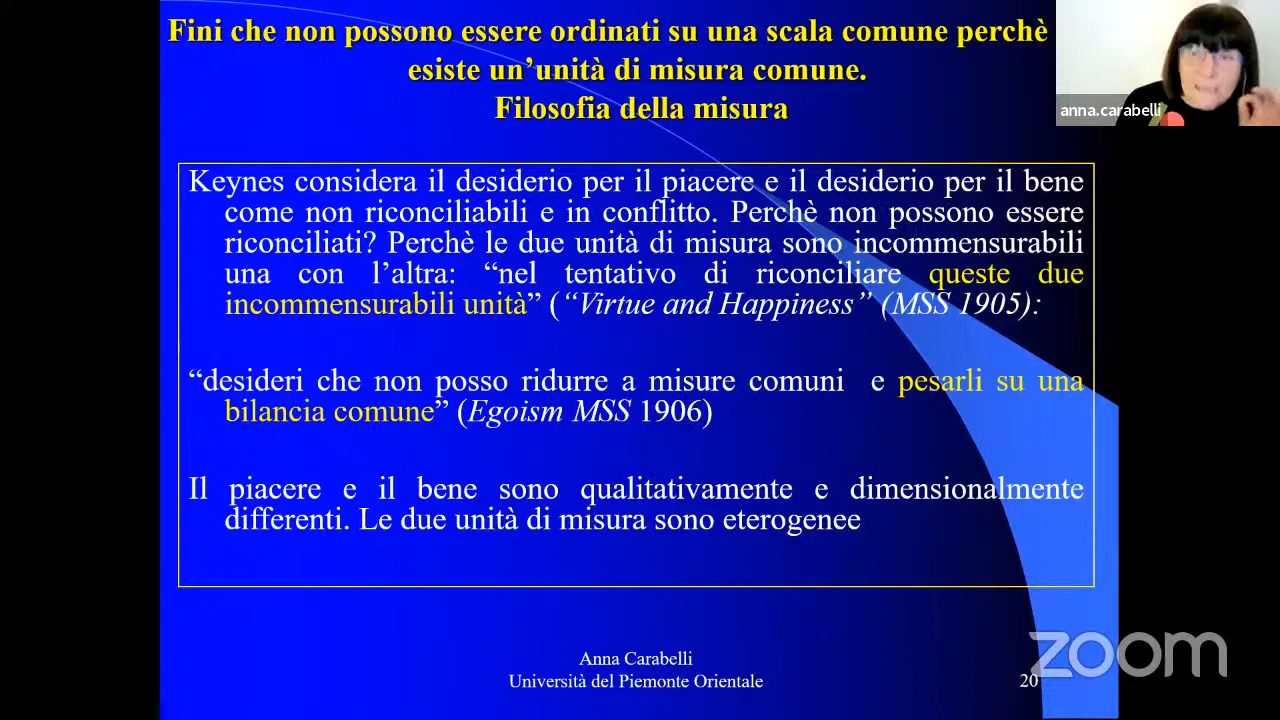 Fini che non possono essere ordinati su una scala comune perchè
esiste un’unità di misura comune.
Filosofia della misura
anna.carabelli
Keynes considera il desiderio per il piacere e il desiderio per il bene
come non riconciliabili e in conflitto. Perchè non possono essere
riconciliati? Perchè le due unità di misura sono incommensurabili
una con l’altra: “nel tentativo di riconciliare queste due
incommensurabili unità” (“Virtue and Happiness” (MSS 1905):
“desideri che non posso ridurre a misure comuni e pesarli su una
bilancia comune” (Egoism MSS 1906)
Il piacere e il bene sono qualitativamente e dimensionalmente
differenti. Le due unità di misura sono eterogenee
Anna Carabelli
Università del Piemonte Orientale
20
zoom